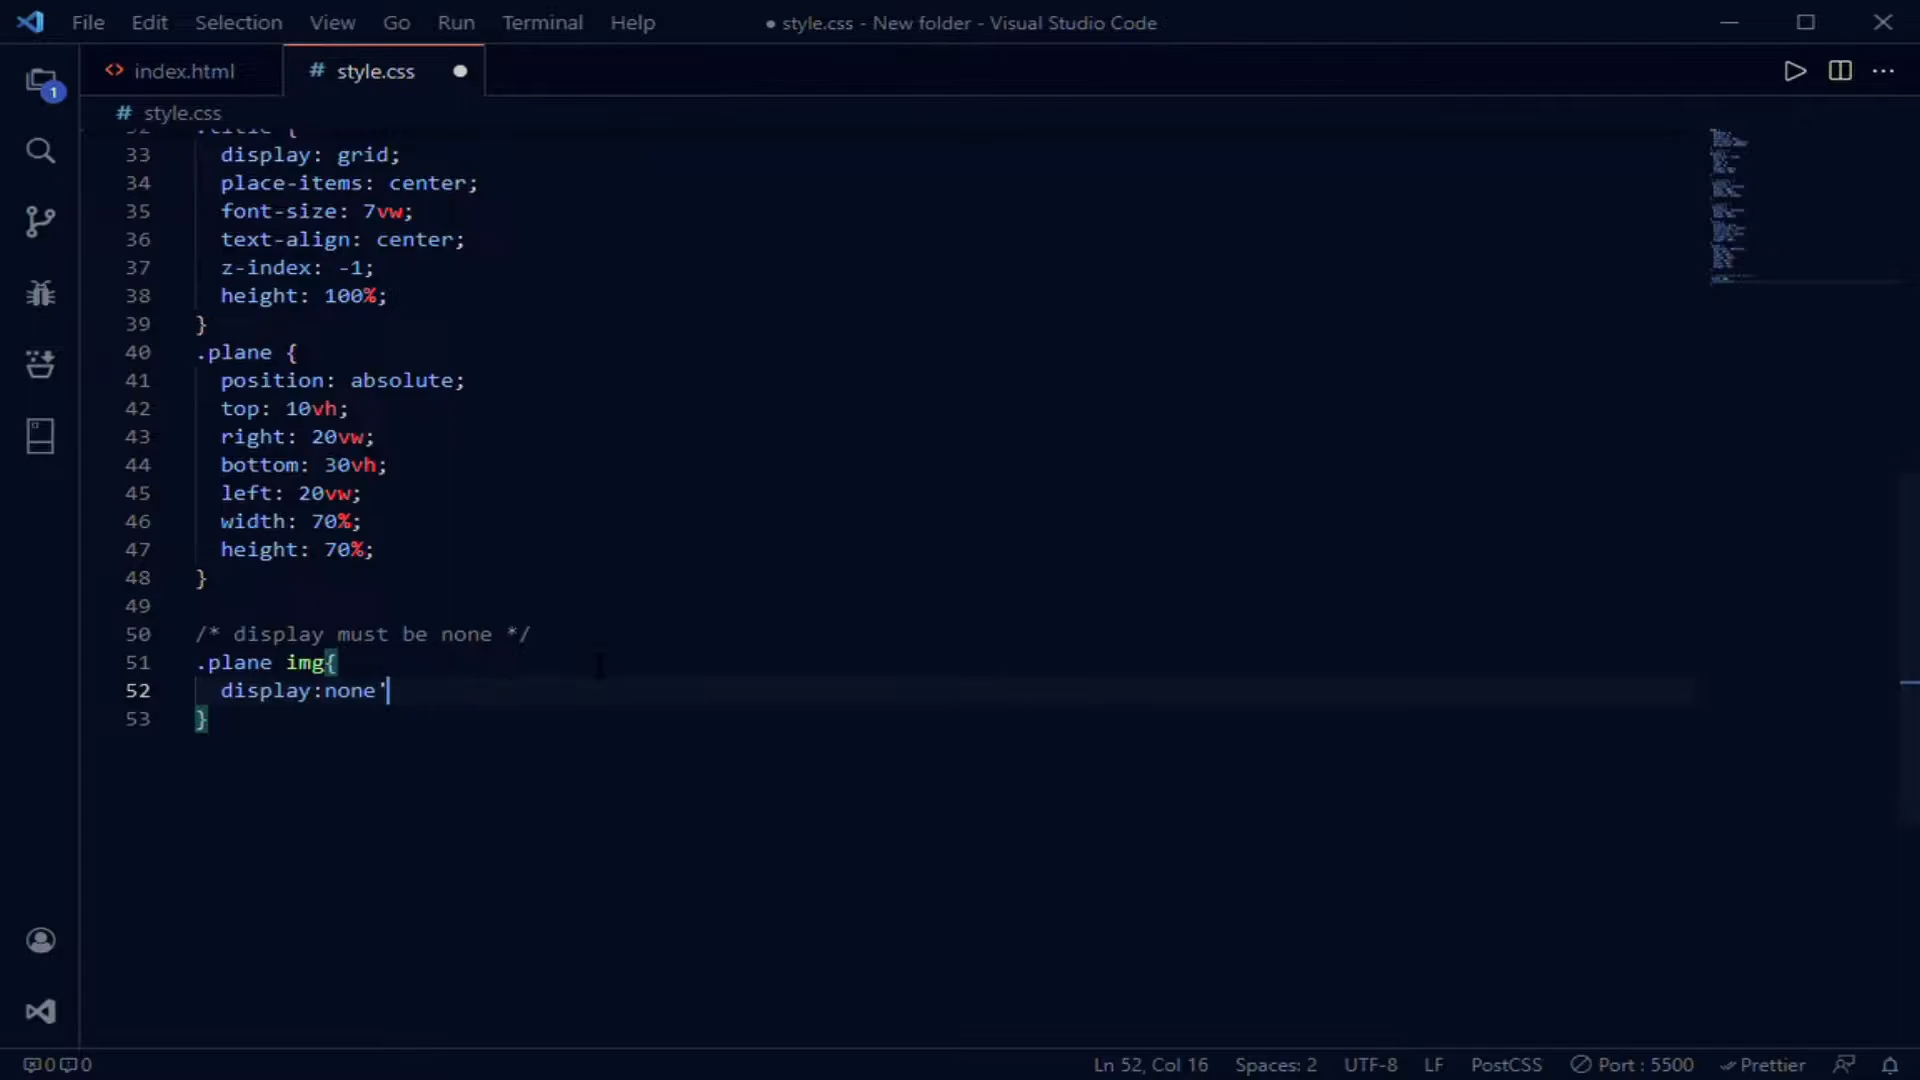 File Edit Selection View Go Run Terminal Help ● style.css - New folder - Visual Studio Code
<> index.html # style.css ●
1
# style.css
32 .title {
33 display: grid;
34 place-items: center;
35 font-size: 7vw;
36 text-align: center;
37 z-index: -1;
38 height: 100%;
39 }
40 .plane {
41 position: absolute;
42 top: 10vh;
43 right: 20vw;
44 bottom: 30vh;
45 left: 20vw;
46 width: 70%;
47 height: 70%;
48 }
49
50 /* display must be none */
51 .plane img{
52 display:none'
53 }
0 0 Ln 52, Col 16 Spaces: 2 UTF-8 LF PostCSS Port : 5500 Prettier